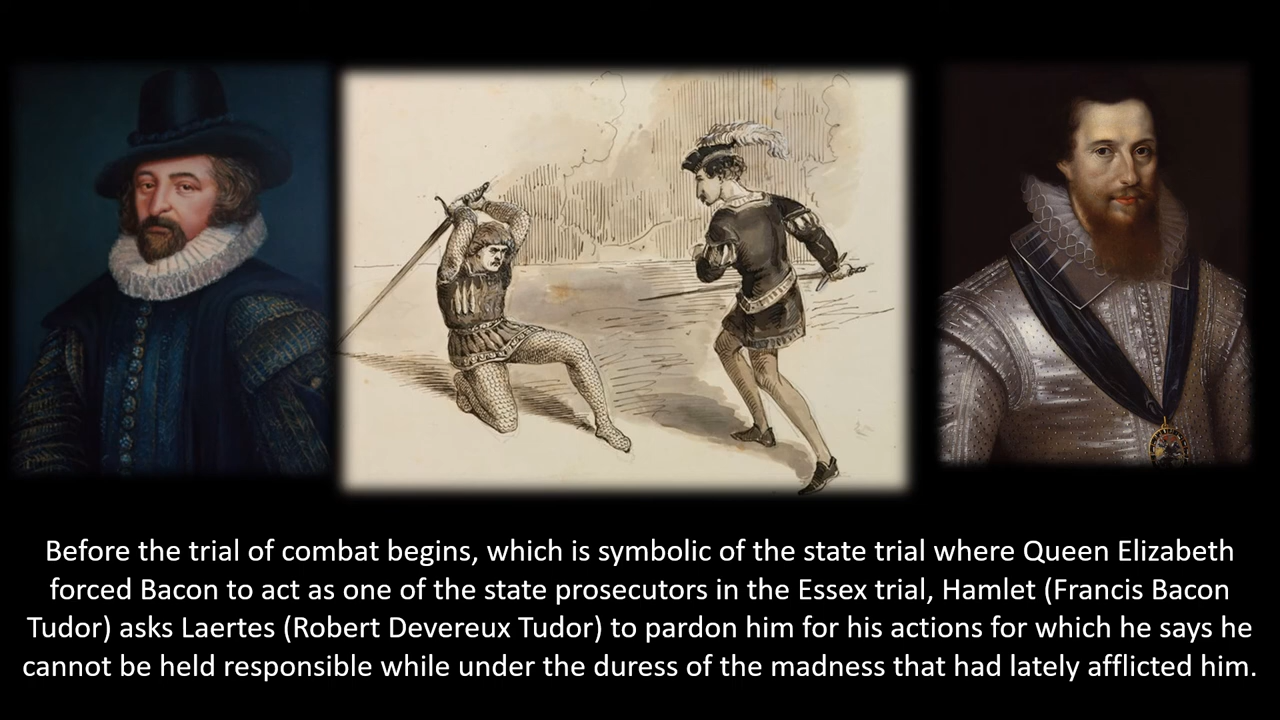 Before the trial of combat begins, which is symbolic of the state trial where Queen Elizabeth
forced Bacon to act as one of the state prosecutors in the Essex trial, Hamlet (Francis Bacon
Tudor) asks Laertes (Robert Devereux Tudor) to pardon him for his actions for which he says he
cannot be held responsible while under the duress of the madness that had lately afflicted him.